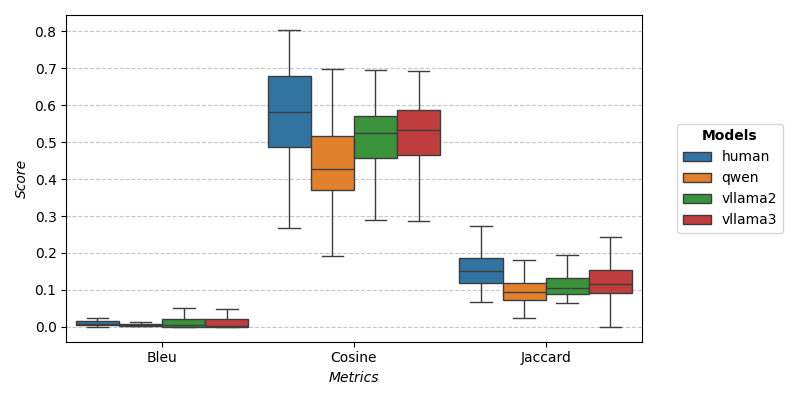 0.8
0.7
0.6
0.5
0.4
0.3
0.2
0.1
0.0
Score
Bleu
Cosine
Jaccard
Metrics
Models
human
qwen
vllama2
vllama3